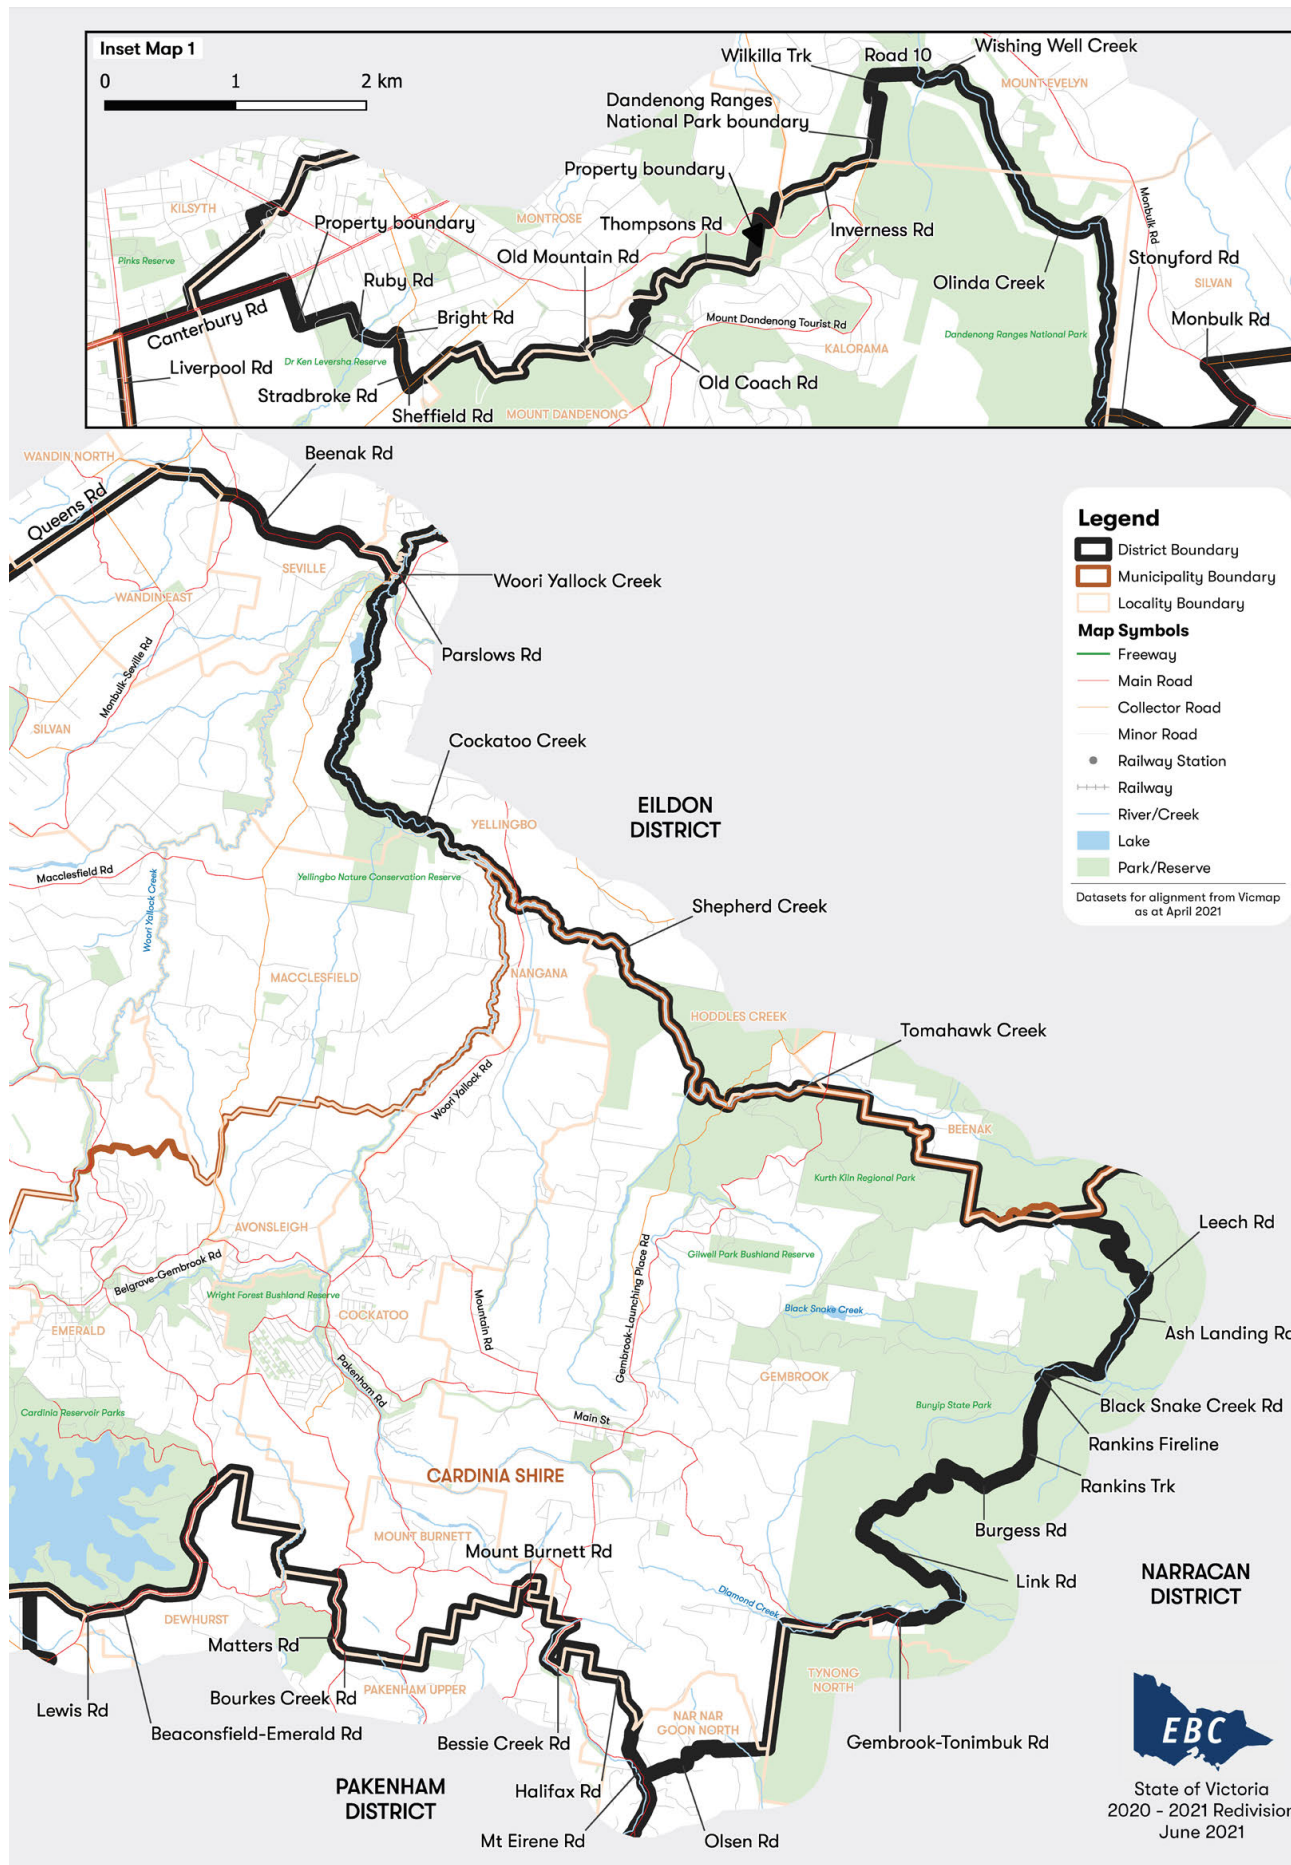 Inset Map 1
0 1 2 km
Wilkilla Trk
Road 10
Wishing Well Creek
MOUNT EVELYN
Dandenong Ranges
National Park boundary
Property boundary
KILSYTH
Property boundary
MONTROSE
Thompsons Rd
Inverness Rd
Monbulk Rd
Pinks Reserve
Old Mountain Rd
Stonyford Rd
Ruby Rd
Olinda Creek
SILVAN
Canterbury Rd
Bright Rd
Mount Dandenong Tourist Rd
Monbulk Rd
Dandenong Ranges National Park
KALORAMA
Liverpool Rd
Dr Ken Leversha Reserve
Old Coach Rd
Stradbroke Rd
Sheffield Rd
MOUNT DANDENONG
WANDIN NORTH
Beenak Rd
Queens Rd
SEVILLE
Woori Yallock Creek
WANDIN EAST
Parslows Rd
Monbulk-Seville Rd
SILVAN
Cockatoo Creek
Legend
District Boundary
Municipality Boundary
Locality Boundary
Map Symbols
Freeway
Main Road
Collector Road
Minor Road
Railway Station
Railway
River/Creek
Lake
Park/Reserve
Datasets for alignment from Vicmap
as at April 2021
EILDON
DISTRICT
YELLINGBO
Macclesfield Rd
Yellingbo Nature Conservation Reserve
Woori Yallock Creek
Shepherd Creek
MACCLESFIELD
NANGANA
HODDLES CREEK
Tomahawk Creek
Woori Yallock Rd
BEENAK
Kurth Kiln Regional Park
AVONSLEIGH
Leech Rd
Belgrave-Gembrook Rd
Gilwell Park Bushland Reserve
Wright Forest Bushland Reserve
Gembrook-Launching Place Rd
Black Snake Creek
COCKATOO
Mountain Rd
EMERALD
Ash Landing Rd
Pakenham Rd
GEMBROOK
Cardinia Reservoir Parks
Main St
Bunyip State Park
Black Snake Creek Rd
Rankins Fireline
CARDINIA SHIRE
Rankins Trk
MOUNT BURNETT
Burgess Rd
Mount Burnett Rd
NARRACAN
DISTRICT
Link Rd
Diamond Creek
DEWHURST
Matters Rd
TYNONG
NORTH
PAKENHAM UPPER
Bourkes Creek Rd
Lewis Rd
NAR NAR
GOON NORTH
Beaconsfield-Emerald Rd
Bessie Creek Rd
Gembrook-Tonimbuk Rd
PAKENHAM
DISTRICT
Halifax Rd
Mt Eirene Rd
Olsen Rd
EBC
State of Victoria
2020 - 2021 Redivision
June 2021